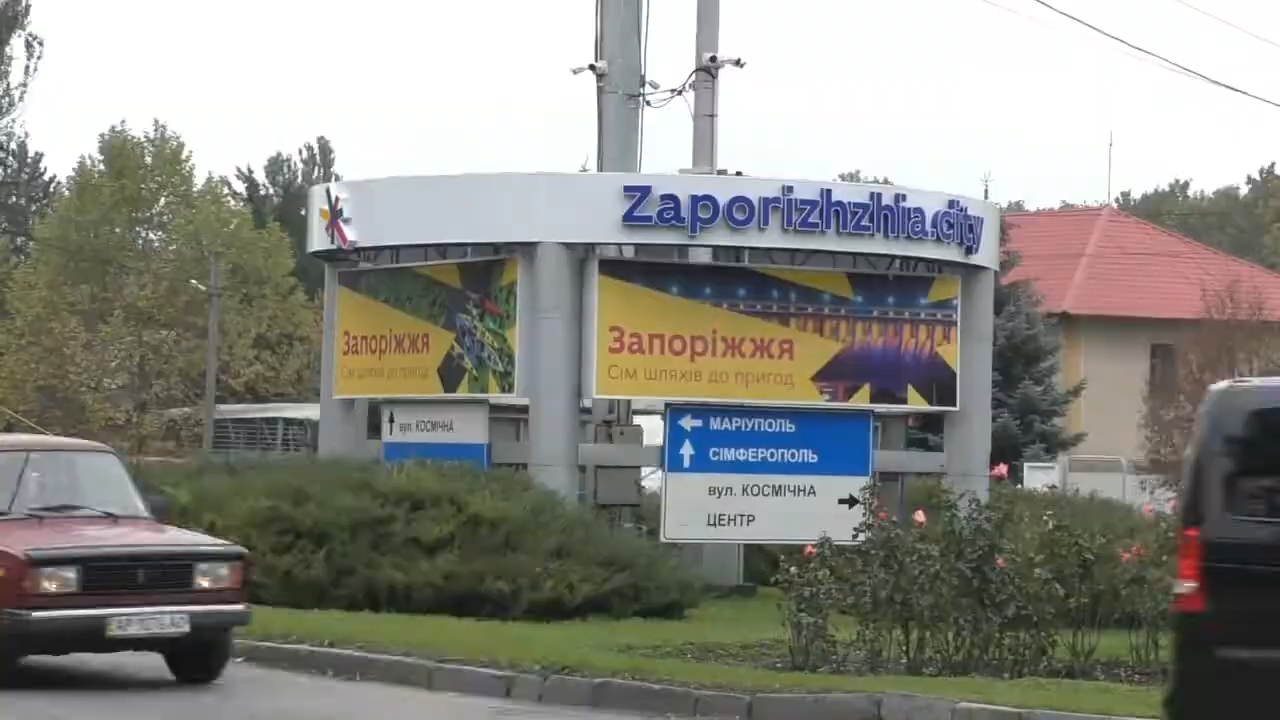 Zaporizhzhia.city
Запоріжжя
Сім шляхів до пригод
Запоріжжя
Сім шляхів до пригод
вул. КОСМІЧНА
МАРІУПОЛЬ
СІМФЕРОПОЛЬ
вул. КОСМІЧНА
ЦЕНТР